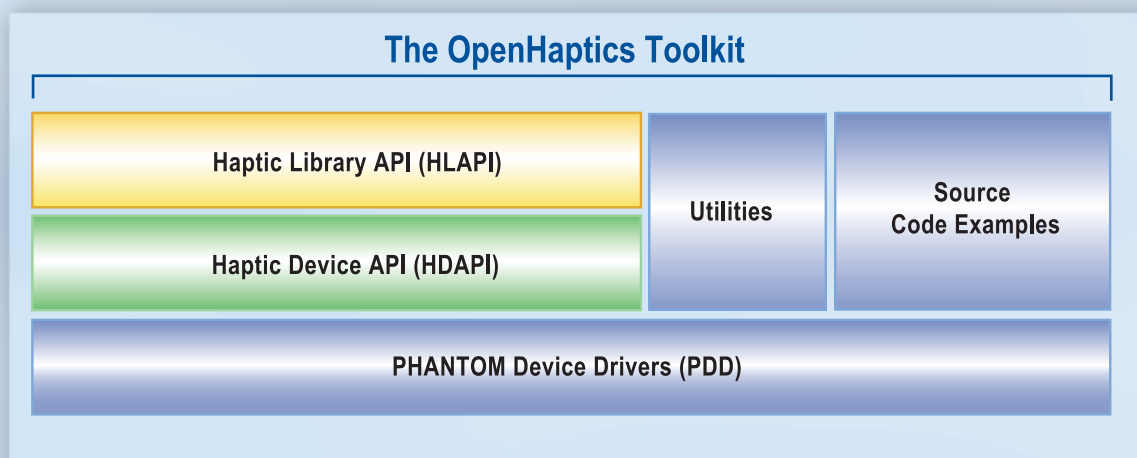 The OpenHaptics Toolkit
Haptic Library API (HLAPI)
Haptic Device API (HDAPI)
Utilities
Source
Code Examples
PHANTOM Device Drivers (PDD)